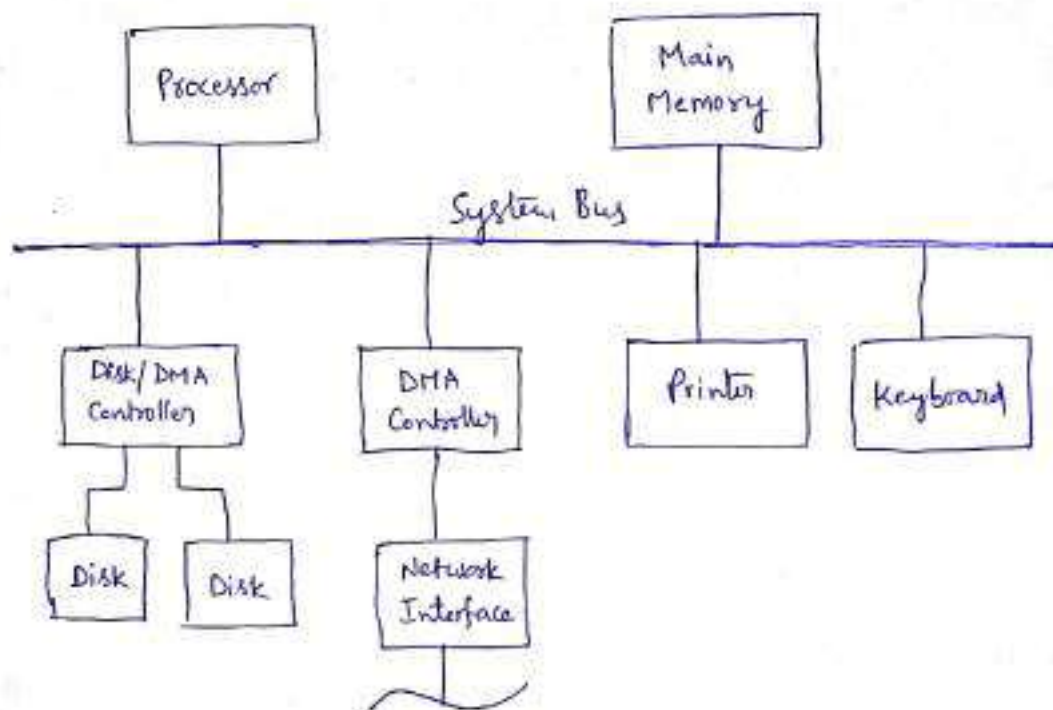 Processor
Main
Memory
System Bus
Disk/DMA
Controller
DMA
Controller
Printer
Keyboard
Disk
Disk
Network
Interface